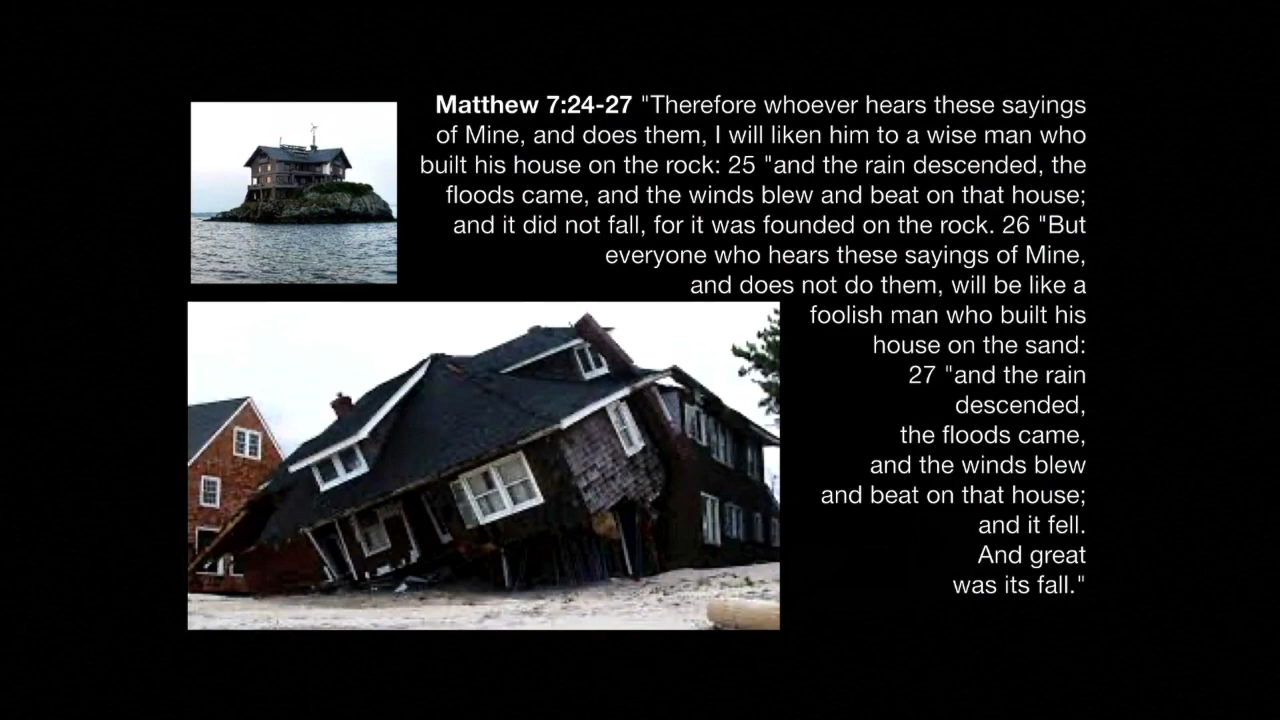 Matthew 7:24-27 "Therefore whoever hears these sayings
of Mine, and does them, I will liken him to a wise man who
built his house on the rock: 25 "and the rain descended, the
floods came, and the winds blew and beat on that house;
and it did not fall, for it was founded on the rock. 26 "But
everyone who hears these sayings of Mine,
and does not do them, will be like a
foolish man who built his
house on the sand:
27 "and the rain
descended,
the floods came,
and the winds blew
and beat on that house;
and it fell.
And great
was its fall."